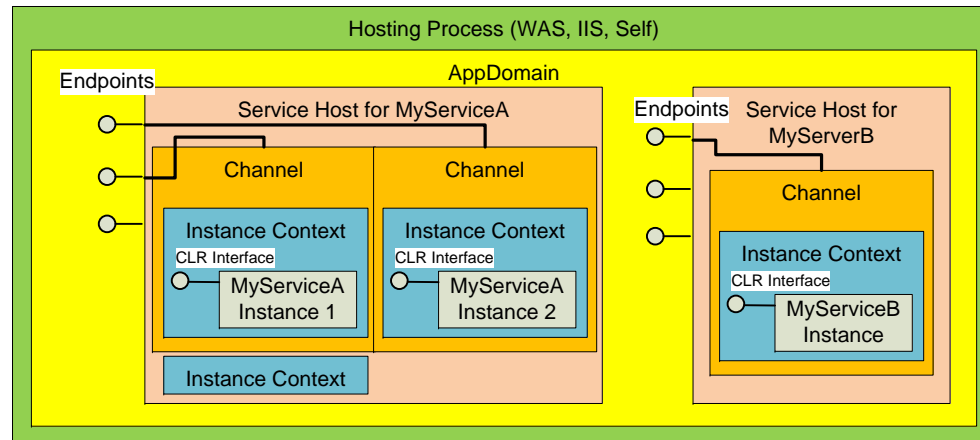 Hosting Process (WAS, IIS, Self)
AppDomain
Endpoints
Service Host for MyServiceA
Channel
Instance Context
CLR Interface
MyServiceA
Instance 1
Channel
Instance Context
CLR Interface
MyServiceA
Instance 2
Instance Context
Endpoints
Service Host for
MyServerB
Channel
Instance Context
CLR Interface
MyServiceB
Instance